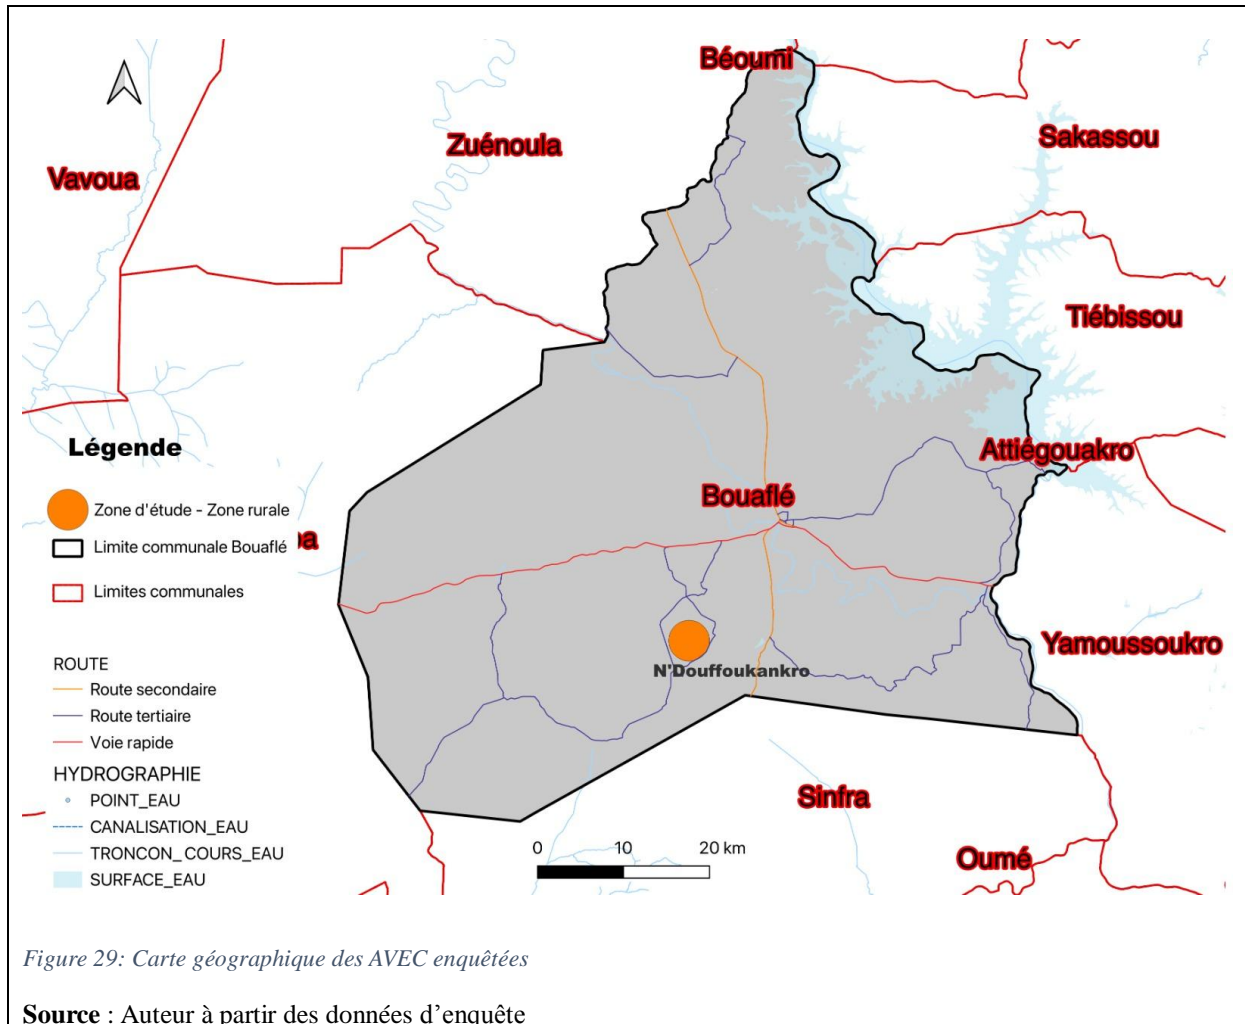 Béoumi
Sakassou
Zuénoula
Vavoua
Tiébissou
Légende
Attiégouakro
Bouaflé
Zone d'étude - Zone rurale
Limite communale Bouaflé
Limites communales
Yamoussoukro
N'Douffoukankro
ROUTE
Route secondaire
Route tertiaire
Voie rapide
HYDROGRAPHIE
POINT_EAU
CANALISATION_EAU
TRONCON_ COURS_EAU
SURFACE_EAU
Sinfra
Oumé
0 10 20 km
Figure 29: Carte géographique des AVEC enquêtées
Source : Auteur à partir des données d'enquête